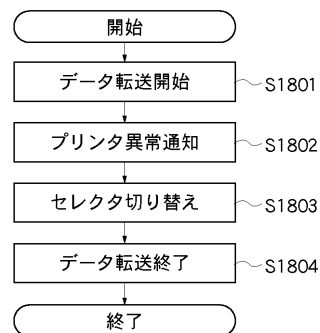 開始
データ転送開始 S1801
プリンタ異常通知 S1802
セレクタ切り替え S1803
データ転送終了 S1804
終了